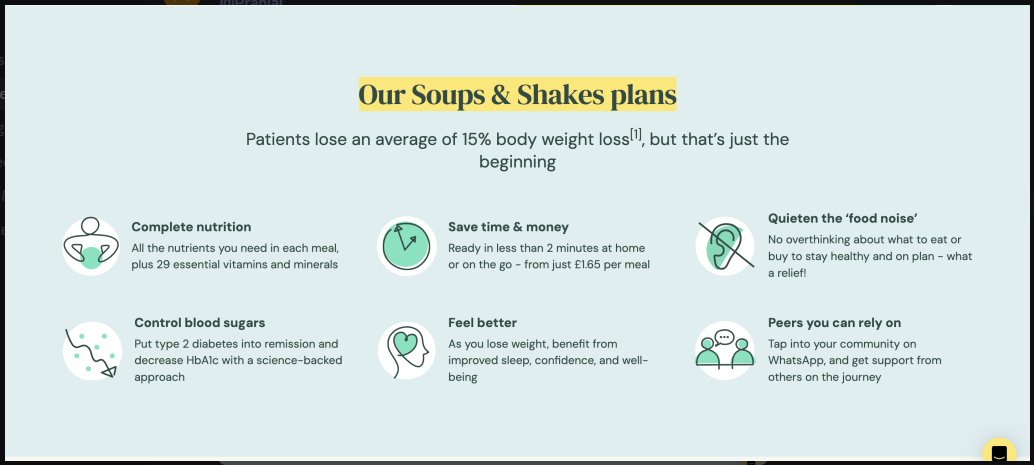 Our Soups & Shakes plans
Patients lose an average of 15% body weight loss[1], but that's just the
beginning
Complete nutrition
All the nutrients you need in each meal,
plus 29 essential vitamins and minerals
Save time & money
Ready in less than 2 minutes at home
or on the go - from just £1.65 per meal
Quieten the 'food noise'
No overthinking about what to eat or
buy to stay healthy and on plan - what
a relief!
Control blood sugars
Put type 2 diabetes into remission and
decrease HbA1c with a science-backed
approach
Feel better
As you lose weight, benefit from
improved sleep, confidence, and well-
being
Peers you can rely on
Tap into your community on
WhatsApp, and get support from
others on the journey